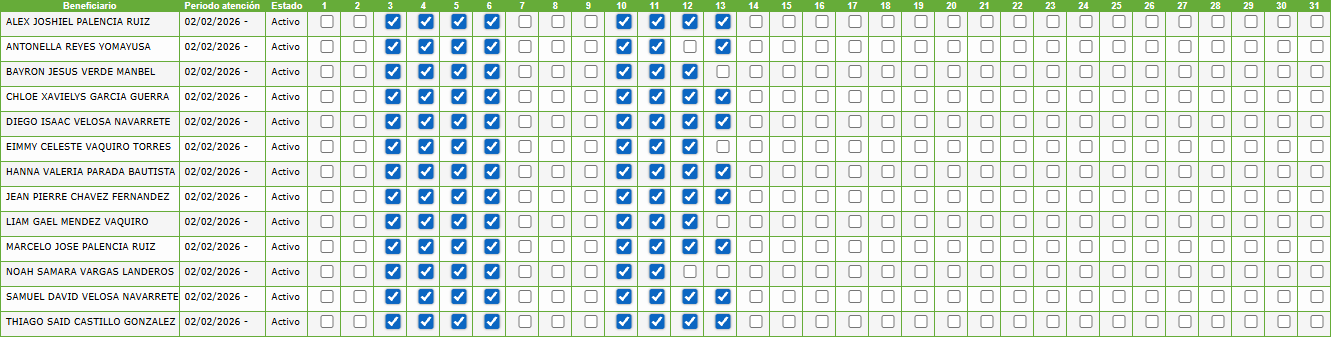 Beneficiario Periodo atención Estado 1 2 3 4 5 6 7 8 9 10 11 12 13 14 15 16 17 18 19 20 21 22 23 24 25 26 27 28 29 30 31
ALEX JOSHIEL PALENCIA RUIZ 02/02/2026 - Activo
ANTONELLA REYES YOMAYUSA 02/02/2026 - Activo
BAYRON JESUS VERDE MANBEL 02/02/2026 - Activo
CHLOE XAVIELYS GARCIA GUERRA 02/02/2026 - Activo
DIEGO ISAAC VELOSA NAVARRETE 02/02/2026 - Activo
EIMMY CELESTE VAQUIRO TORRES 02/02/2026 - Activo
HANNA VALERIA PARADA BAUTISTA 02/02/2026 - Activo
JEAN PIERRE CHAVEZ FERNANDEZ 02/02/2026 - Activo
LIAM GAEL MENDEZ VAQUIRO 02/02/2026 - Activo
MARCELO JOSE PALENCIA RUIZ 02/02/2026 - Activo
NOAH SAMARA VARGAS LANDEROS 02/02/2026 - Activo
SAMUEL DAVID VELOSA NAVARRETE 02/02/2026 - Activo
THIAGO SAID CASTILLO GONZALEZ 02/02/2026 - Activo